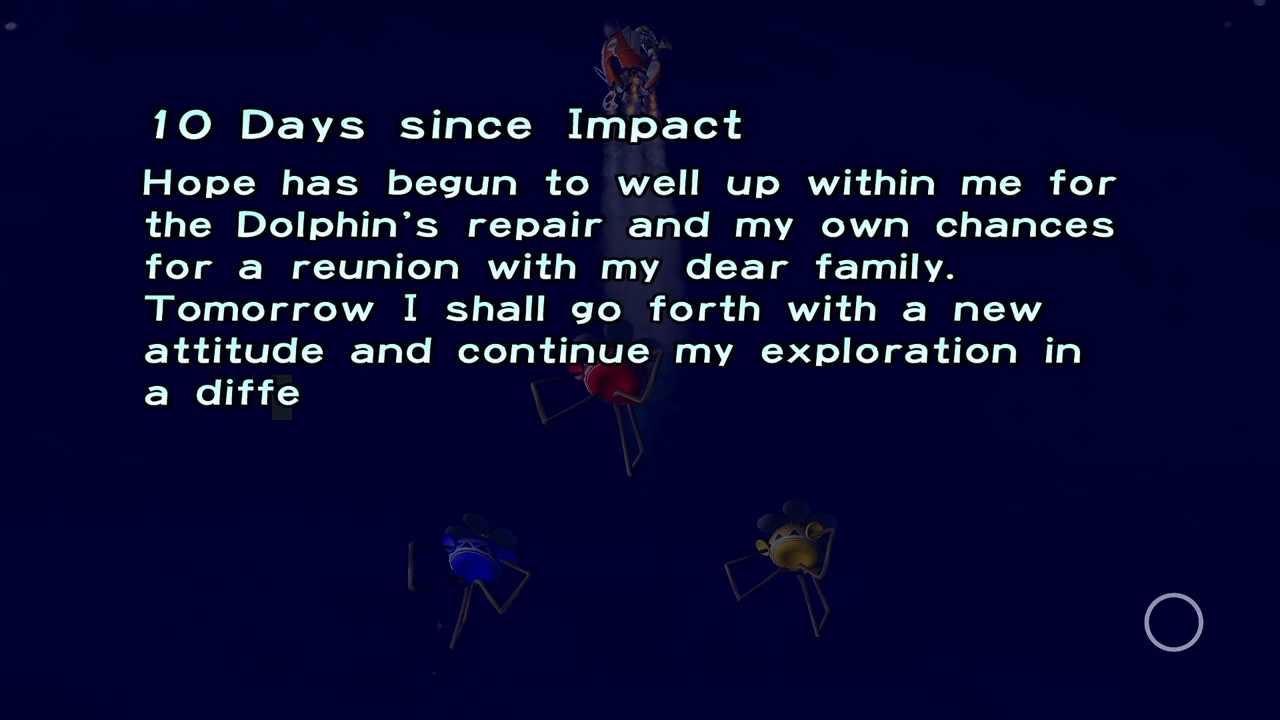 10 Days since Impact
Hope has begun to well up within me for
the Dolphin's repair and my own chances
for a reunion with my dear family.
Tomorrow I shall go forth with a new
attitude and continue my exploration in
a diffe